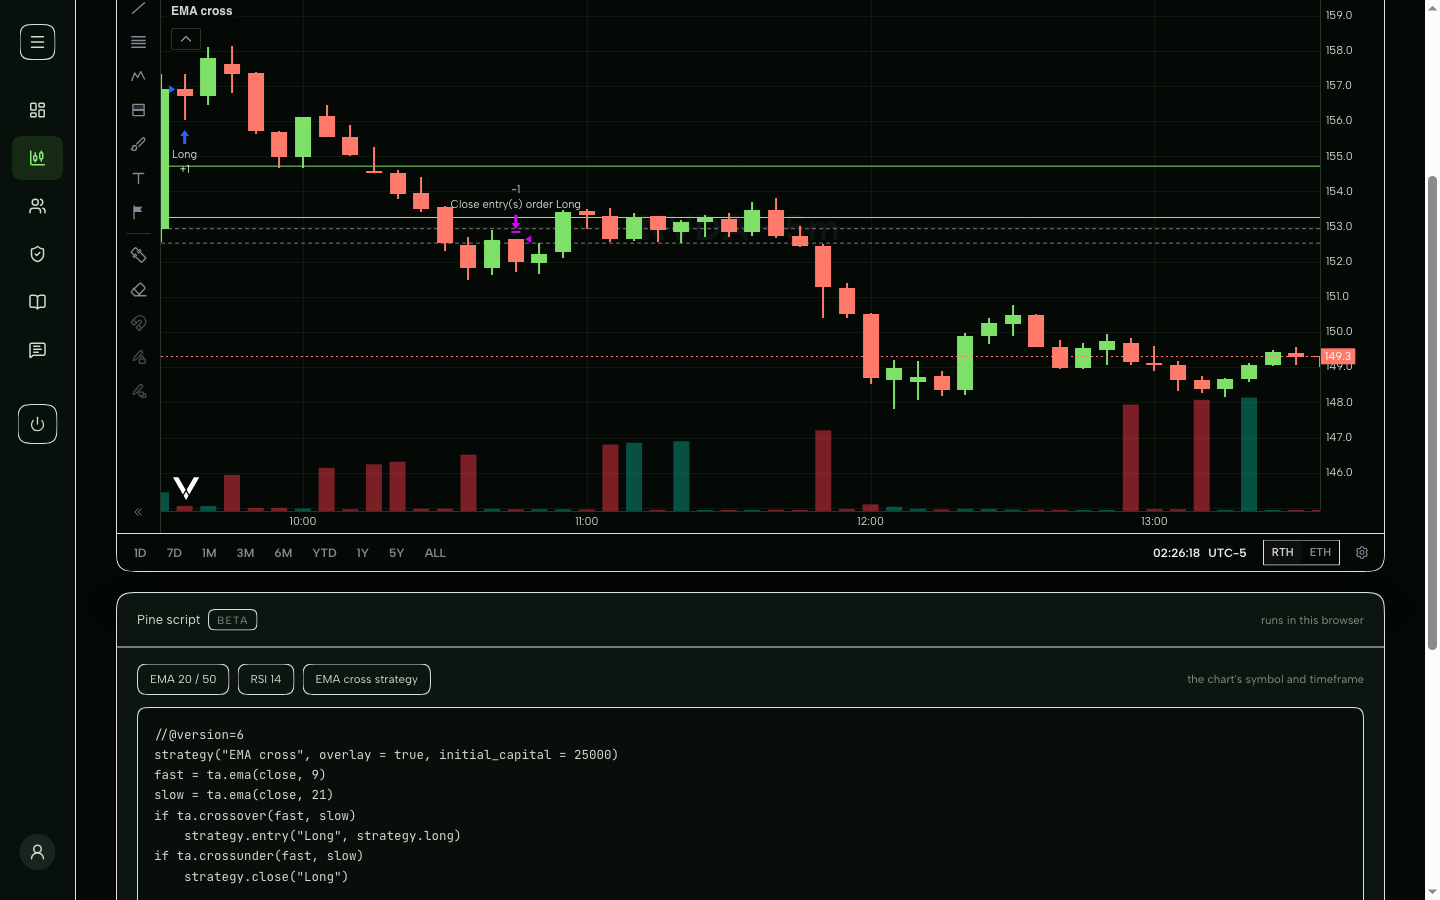 EMA cross
159.0
158.0
157.0
156.0
155.0
154.0
153.0
152.0
151.0
150.0
149.3
149.0
148.0
147.0
146.0
Long
+1
-1
Close entry(s) order Long
10:00
11:00
12:00
13:00
1D 7D 1M 3M 6M YTD 1Y 5Y ALL
02:26:18 UTC-5 RTH ETH
Pine script BETA
runs in this browser
EMA 20 / 50 RSI 14 EMA cross strategy
the chart's symbol and timeframe
//@version=6
strategy("EMA cross", overlay = true, initial_capital = 25000)
fast = ta.ema(close, 9)
slow = ta.ema(close, 21)
if ta.crossover(fast, slow)
    strategy.entry("Long", strategy.long)
if ta.crossunder(fast, slow)
    strategy.close("Long")